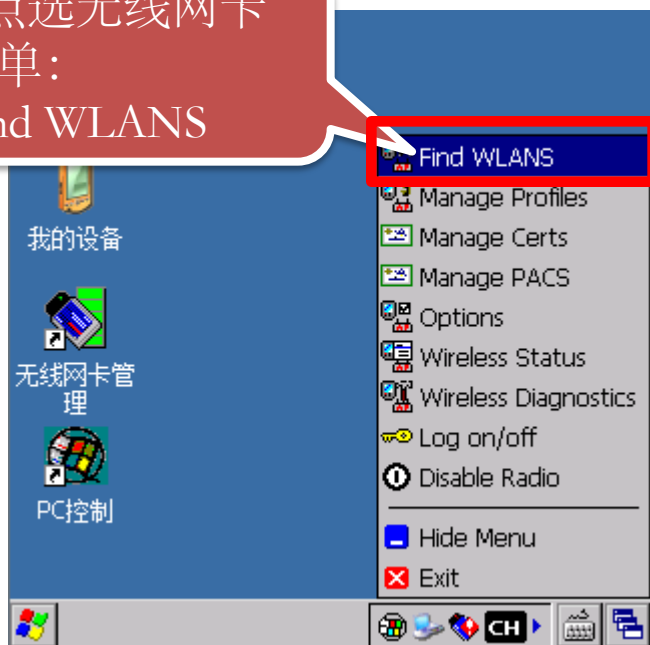 点选无线网卡
单：
nd WLANS
Find WLANS
Manage Profiles
Manage Certs
Manage PACS
Options
Wireless Status
Wireless Diagnostics
Log on/off
Disable Radio
Hide Menu
Exit
我的设备
无线网卡管
理
PC控制
CH